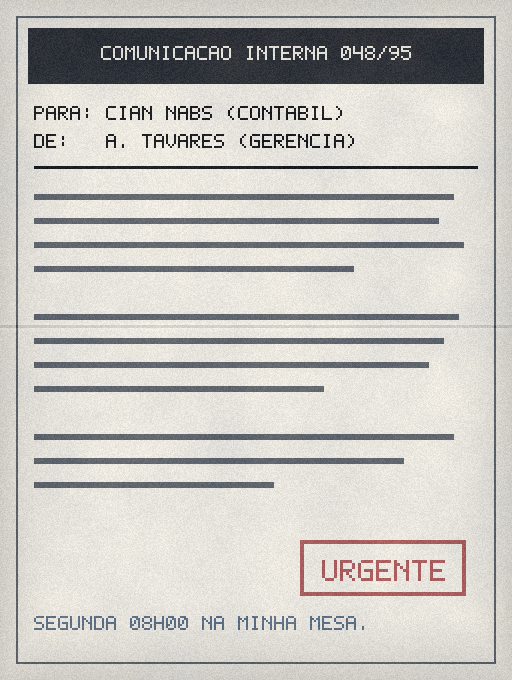 COMUNICACAO INTERNA 048/95
PARA: CIAN NABS (CONTABIL)
DE: A. TAVARES (GERENCIA)
URGENTE
SEGUNDA 08H00 NA MINHA MESA.